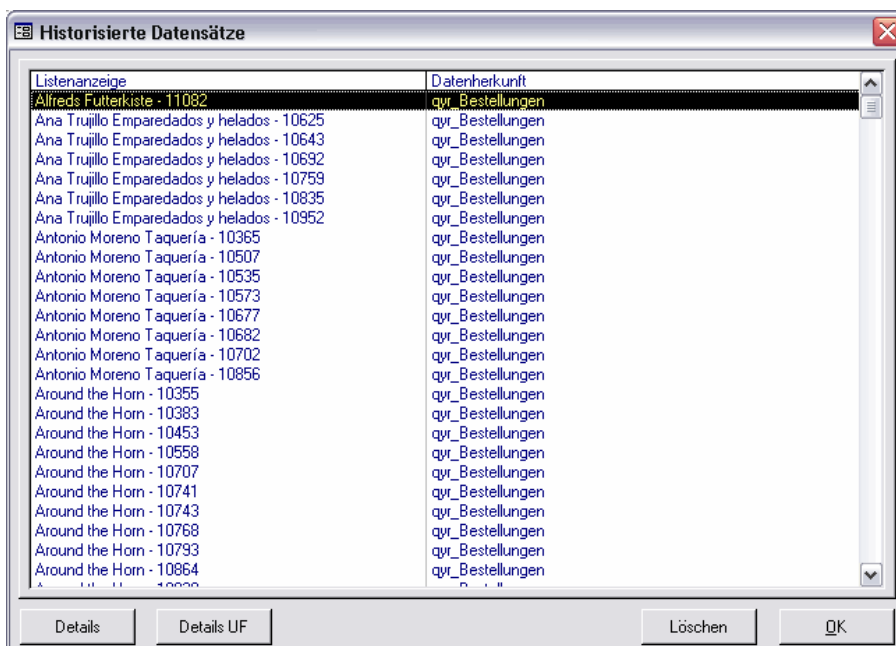 Historisierte Datensätze
Listenanzeige Datenherkunft
Alfreds Futterkiste - 11082 qyr_Bestellungen
Ana Trujillo Emparedados y helados - 10625 qyr_Bestellungen
Ana Trujillo Emparedados y helados - 10643 qyr_Bestellungen
Ana Trujillo Emparedados y helados - 10692 qyr_Bestellungen
Ana Trujillo Emparedados y helados - 10759 qyr_Bestellungen
Ana Trujillo Emparedados y helados - 10835 qyr_Bestellungen
Ana Trujillo Emparedados y helados - 10952 qyr_Bestellungen
Antonio Moreno Taquería - 10365 qyr_Bestellungen
Antonio Moreno Taquería - 10507 qyr_Bestellungen
Antonio Moreno Taquería - 10535 qyr_Bestellungen
Antonio Moreno Taquería - 10573 qyr_Bestellungen
Antonio Moreno Taquería - 10677 qyr_Bestellungen
Antonio Moreno Taquería - 10682 qyr_Bestellungen
Antonio Moreno Taquería - 10702 qyr_Bestellungen
Antonio Moreno Taquería - 10856 qyr_Bestellungen
Around the Horn - 10355 qyr_Bestellungen
Around the Horn - 10383 qyr_Bestellungen
Around the Horn - 10453 qyr_Bestellungen
Around the Horn - 10558 qyr_Bestellungen
Around the Horn - 10707 qyr_Bestellungen
Around the Horn - 10741 qyr_Bestellungen
Around the Horn - 10743 qyr_Bestellungen
Around the Horn - 10768 qyr_Bestellungen
Around the Horn - 10793 qyr_Bestellungen
Around the Horn - 10864 qyr_Bestellungen
Details Details UF Löschen OK